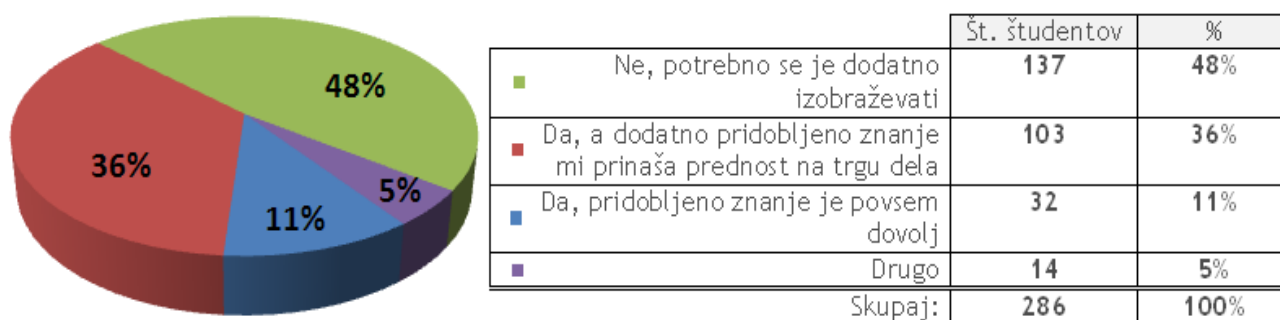 48%
36%
11%
5%
Št. študentov %
Ne, potrebno se je dodatno izobraževati 137 48%
Da, a dodatno pridobljeno znanje mi prinaša prednost na trgu dela 103 36%
Da, pridobljeno znanje je povsem dovolj 32 11%
Drugo 14 5%
Skupaj: 286 100%